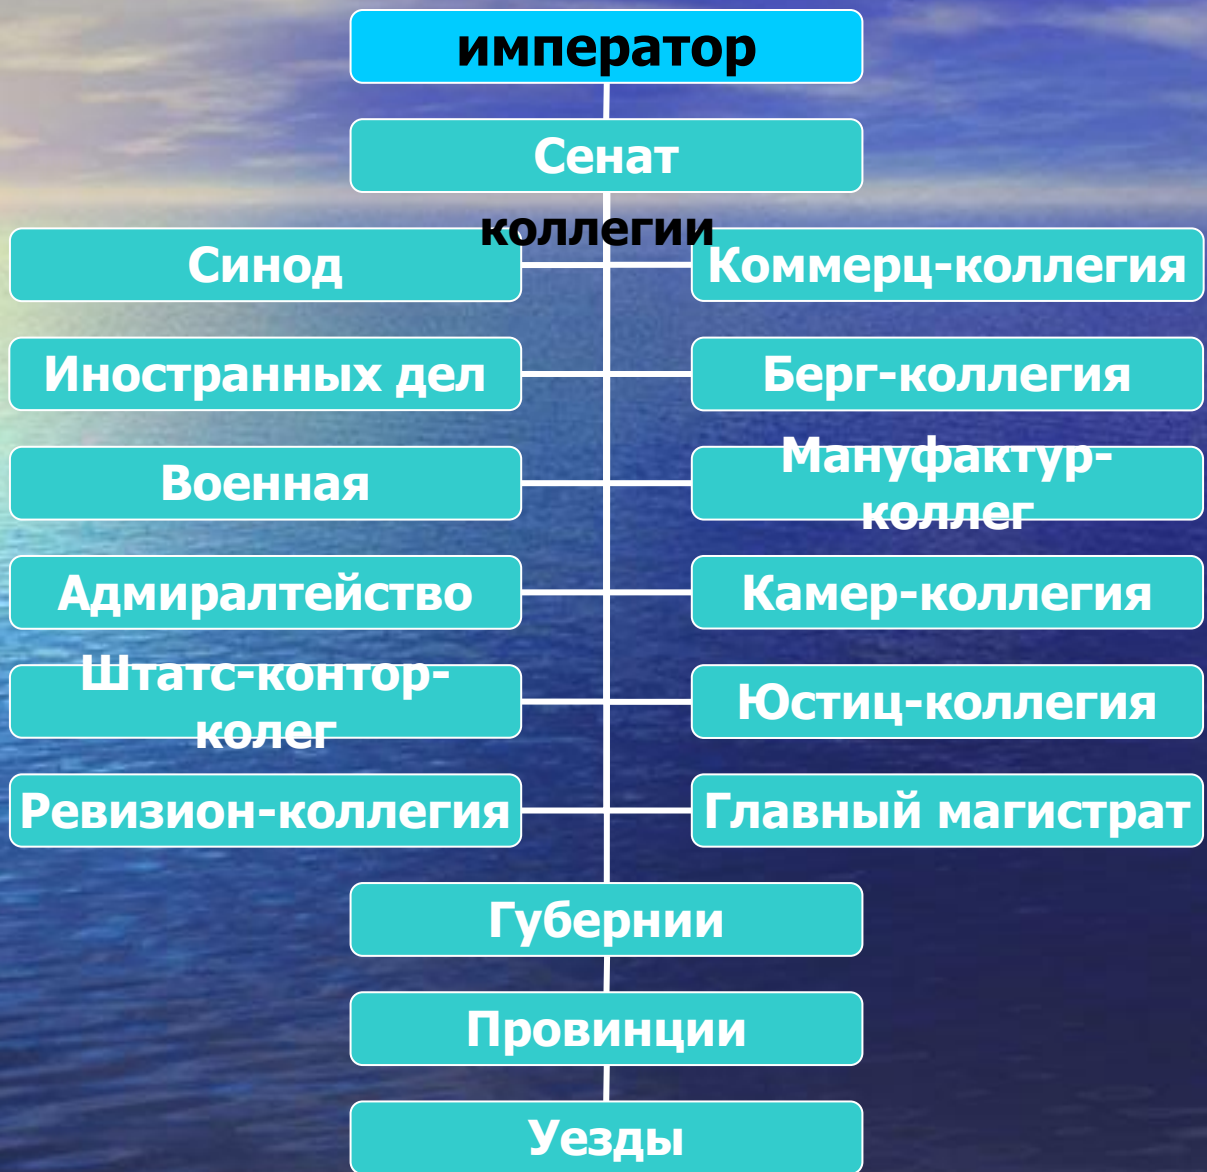 император
Сенат
коллегии
Синод
Коммерц-коллегия
Иностранных дел
Берг-коллегия
Военная
Мануфактур-
коллег
Адмиралтейство
Камер-коллегия
Штатс-контор-
колег
Юстиц-коллегия
Ревизион-коллегия
Главный магистрат
Губернии
Провинции
Уезды